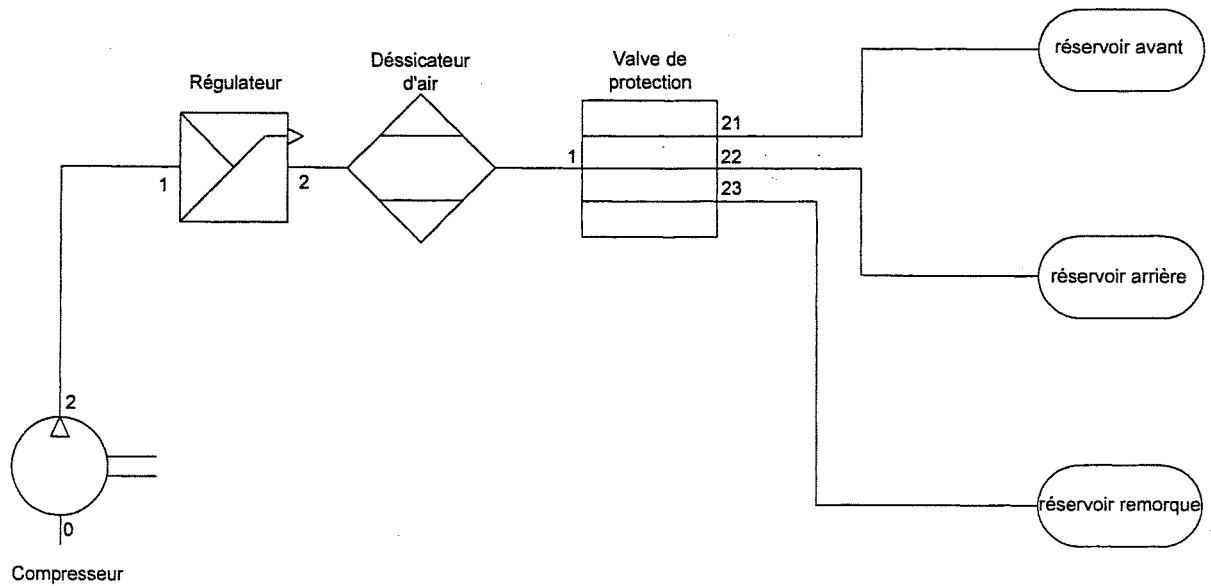 réservoir avant
Déssicateur
d'air
Valve de
protection
Régulateur
21
1
22
1
2
23
réservoir arrière
2
réservoir remorque
0
Compresseur